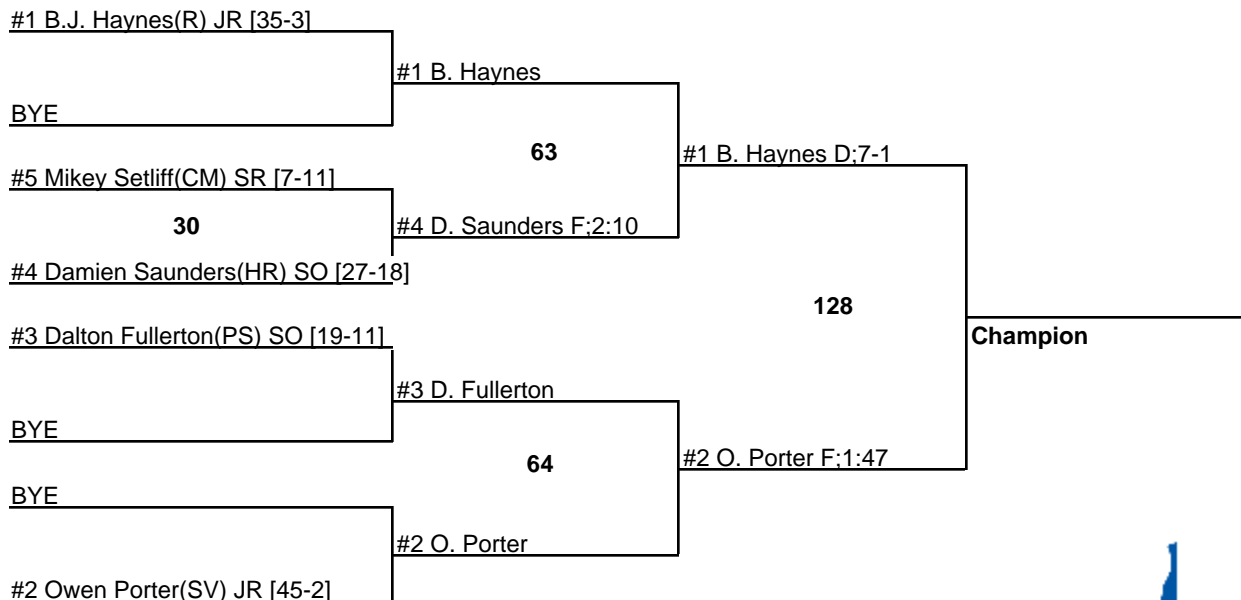 #1 B.J. Haynes(R) JR [35-3]
#1 B. Haynes
BYE
63
#1 B. Haynes D;7-1
#5 Mikey Setliff(CM) SR [7-11]
30
#4 D. Saunders F;2:10
#4 Damien Saunders(HR) SO [27-18]
128
#3 Dalton Fullerton(PS) SO [19-11]
Champion
#3 D. Fullerton
BYE
64
#2 O. Porter F;1:47
BYE
#2 O. Porter
#2 Owen Porter(SV) JR [45-2]